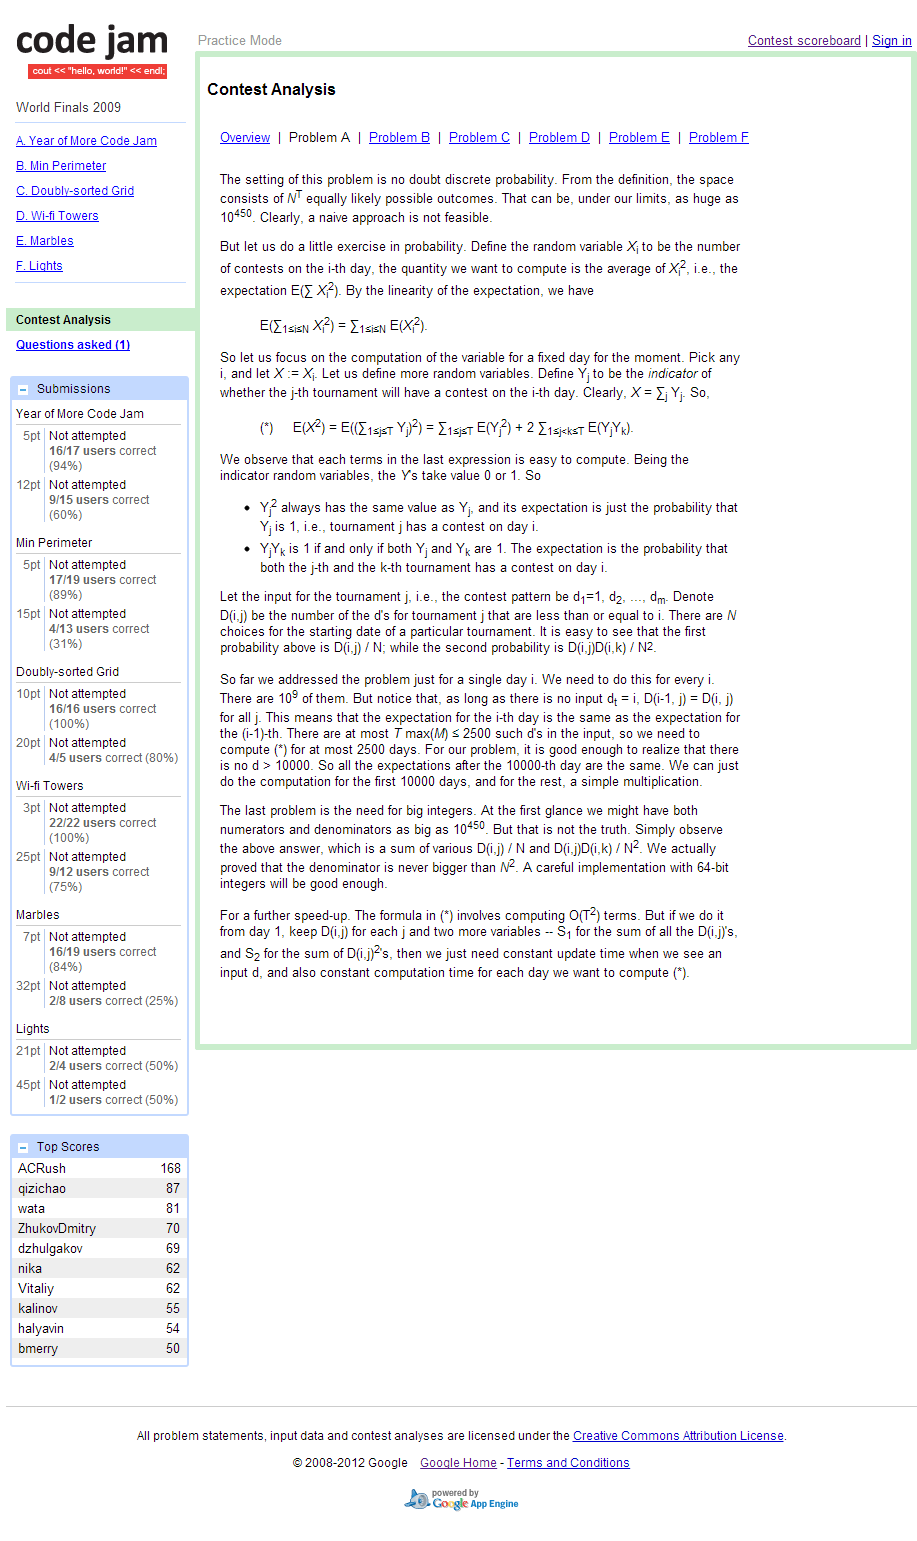 code jam
cout << "hello, world!" << endl;
Practice Mode
Contest scoreboard | Sign in
World Finals 2009
A. Year of More Code Jam
B. Min Perimeter
C. Doubly-sorted Grid
D. Wi-fi Towers
E. Marbles
F. Lights
Contest Analysis
Questions asked (1)
Submissions
Year of More Code Jam
5pt Not attempted
16/17 users correct
(94%)
12pt Not attempted
9/15 users correct
(60%)
Min Perimeter
5pt Not attempted
17/19 users correct
(89%)
15pt Not attempted
4/13 users correct
(31%)
Doubly-sorted Grid
10pt Not attempted
16/16 users correct
(100%)
20pt Not attempted
4/5 users correct (80%)
Wi-fi Towers
3pt Not attempted
22/22 users correct
(100%)
25pt Not attempted
9/12 users correct
(75%)
Marbles
7pt Not attempted
16/19 users correct
(84%)
32pt Not attempted
2/8 users correct (25%)
Lights
21pt Not attempted
2/4 users correct (50%)
45pt Not attempted
1/2 users correct (50%)
Top Scores
ACRush 168
qizichao 87
wata 81
ZhukovDmitry 70
dzhulgakov 69
nika 62
Vitaliy 62
kalinov 55
halyavin 54
bmerry 50
Contest Analysis
Overview | Problem A | Problem B | Problem C | Problem D | Problem E | Problem F
The setting of this problem is no doubt discrete probability. From the definition, the space
consists of N^T equally likely possible outcomes. That can be, under our limits, as huge as
10^450. Clearly, a naive approach is not feasible.
But let us do a little exercise in probability. Define the random variable X_i to be the number
of contests on the i-th day, the quantity we want to compute is the average of X_i^2, i.e., the
expectation E(∑ X_i^2). By the linearity of the expectation, we have
E(∑_1≤i≤N X_i^2) = ∑_1≤i≤N E(X_i^2).
So let us focus on the computation of the variable for a fixed day for the moment. Pick any
i, and let X := X_i. Let us define more random variables. Define Y_j to be the indicator of
whether the j-th tournament will have a contest on the i-th day. Clearly, X = ∑_j Y_j. So,
(*) E(X^2) = E((∑_1≤j≤T Y_j)^2) = ∑_1≤j≤T E(Y_j^2) + 2 ∑_1≤j<k≤T E(Y_jY_k).
We observe that each terms in the last expression is easy to compute. Being the
indicator random variables, the Y's take value 0 or 1. So
• Y_j^2 always has the same value as Y_j, and its expectation is just the probability that
Y_j is 1, i.e., tournament j has a contest on day i.
• Y_jY_k is 1 if and only if both Y_j and Y_k are 1. The expectation is the probability that
both the j-th and the k-th tournament has a contest on day i.
Let the input for the tournament j, i.e., the contest pattern be d_1=1, d_2, ..., d_m. Denote
D(i,j) be the number of the d's for tournament j that are less than or equal to i. There are N
choices for the starting date of a particular tournament. It is easy to see that the first
probability above is D(i,j) / N; while the second probability is D(i,j)D(i,k) / N^2.
So far we addressed the problem just for a single day i. We need to do this for every i.
There are 10^9 of them. But notice that, as long as there is no input d_t = i, D(i-1, j) = D(i, j)
for all j. This means that the expectation for the i-th day is the same as the expectation for
the (i-1)-th. There are at most T max(M) ≤ 2500 such d's in the input, so we need to
compute (*) for at most 2500 days. For our problem, it is good enough to realize that there
is no d > 10000. So all the expectations after the 10000-th day are the same. We can just
do the computation for the first 10000 days, and for the rest, a simple multiplication.
The last problem is the need for big integers. At the first glance we might have both
numerators and denominators as big as 10^450. But that is not the truth. Simply observe
the above answer, which is a sum of various D(i,j) / N and D(i,j)D(i,k) / N^2. We actually
proved that the denominator is never bigger than N^2. A careful implementation with 64-bit
integers will be good enough.
For a further speed-up. The formula in (*) involves computing O(T^2) terms. But if we do it
from day 1, keep D(i,j) for each j and two more variables -- S_1 for the sum of all the D(i,j)'s,
and S_2 for the sum of D(i,j)^2's, then we just need constant update time when we see an
input d, and also constant computation time for each day we want to compute (*).
All problem statements, input data and contest analyses are licensed under the Creative Commons Attribution License.
© 2008-2012 Google Google Home - Terms and Conditions
powered by
Google App Engine